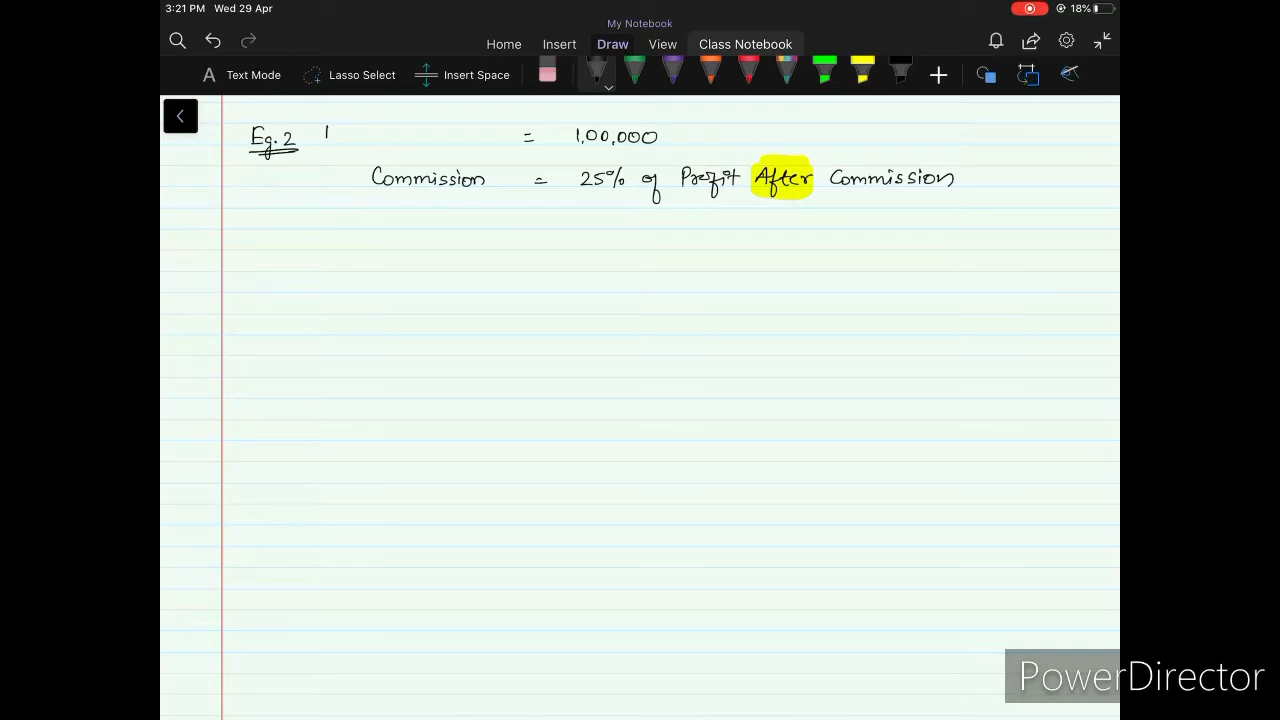 3:21 PM Wed 29 Apr
18%
My Notebook
Home Insert Draw View Class Notebook
A Text Mode Lasso Select Insert Space
Eg. 2 = 1,00,000
Commission = 25% of Profit After Commission
PowerDirector